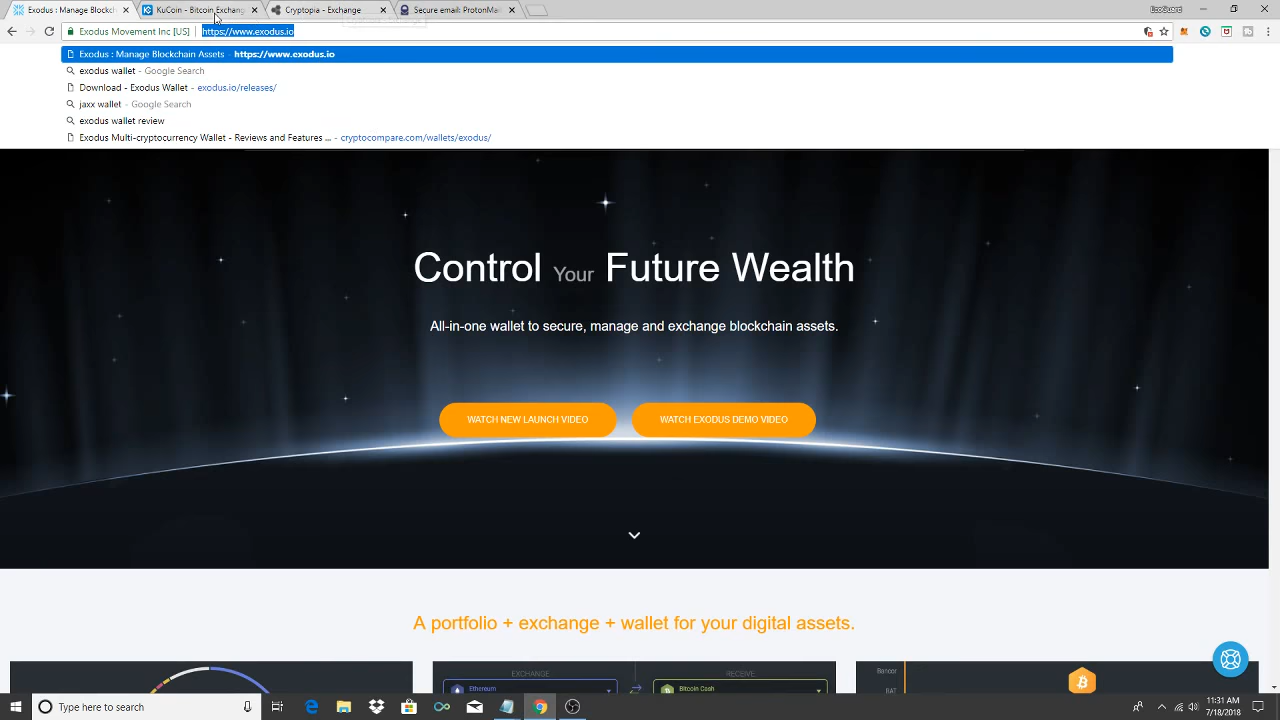 Exodus : Manage Blockch
KuCoin - Bitcoin Exchang
Cryptopia - Exchange
Secure email: ProtonMail
Exodus Movement Inc [US]
https://www.exodus.io
Exodus : Manage Blockchain Assets - https://www.exodus.io
exodus wallet - Google Search
Download - Exodus Wallet - exodus.io/releases/
jaxx wallet - Google Search
exodus wallet review
Exodus Multi-cryptocurrency Wallet - Reviews and Features ... - cryptocompare.com/wallets/exodus/
Control Your Future Wealth
All-in-one wallet to secure, manage and exchange blockchain assets.
WATCH NEW LAUNCH VIDEO
WATCH EXODUS DEMO VIDEO
A portfolio + exchange + wallet for your digital assets.
EXCHANGE
RECEIVE
Ethereum
Bitcoin Cash
Bancor
BAT
Type here to search
11:31 AM
7/18/2018